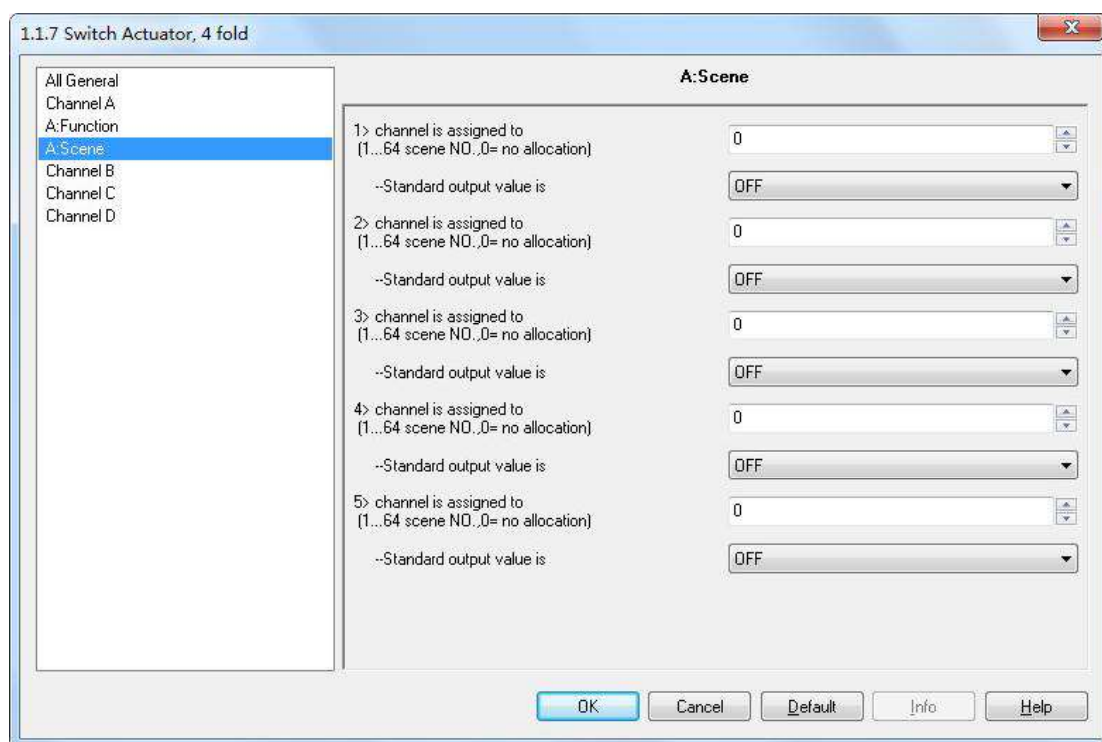 1.1.7 Switch Actuator, 4 fold
All General
Channel A
A:Function
A:Scene
Channel B
Channel C
Channel D
A:Scene
1> channel is assigned to
(1...64 scene NO.,0= no allocation)
0
--Standard output value is
OFF
2> channel is assigned to
(1...64 scene NO.,0= no allocation)
0
--Standard output value is
OFF
3> channel is assigned to
(1...64 scene NO.,0= no allocation)
0
--Standard output value is
OFF
4> channel is assigned to
(1...64 scene NO.,0= no allocation)
0
--Standard output value is
OFF
5> channel is assigned to
(1...64 scene NO.,0= no allocation)
0
--Standard output value is
OFF
OK
Cancel
Default
Info
Help